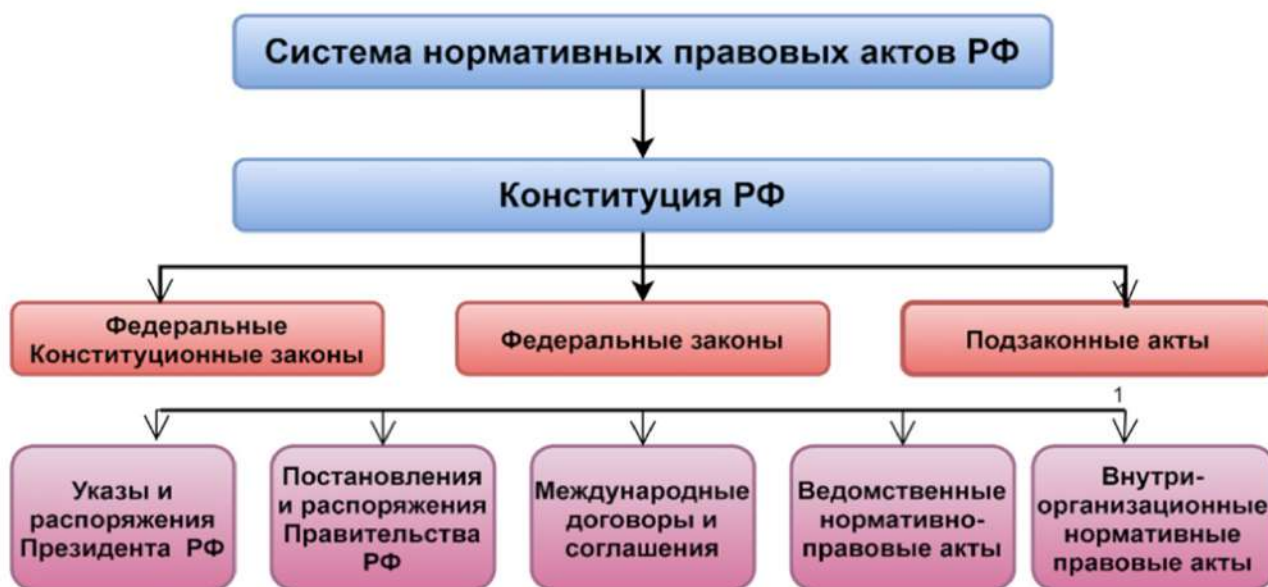 Система нормативных правовых актов РФ
Конституция РФ
Федеральные
Конституционные законы
Федеральные законы
Подзаконные акты
1
Указы и
распоряжения
Президента РФ
Постановления
и распоряжения
Правительства
РФ
Международные
договоры и
соглашения
Ведомственные
нормативно-
правовые акты
Внутри-
организационные
нормативные
правовые акты